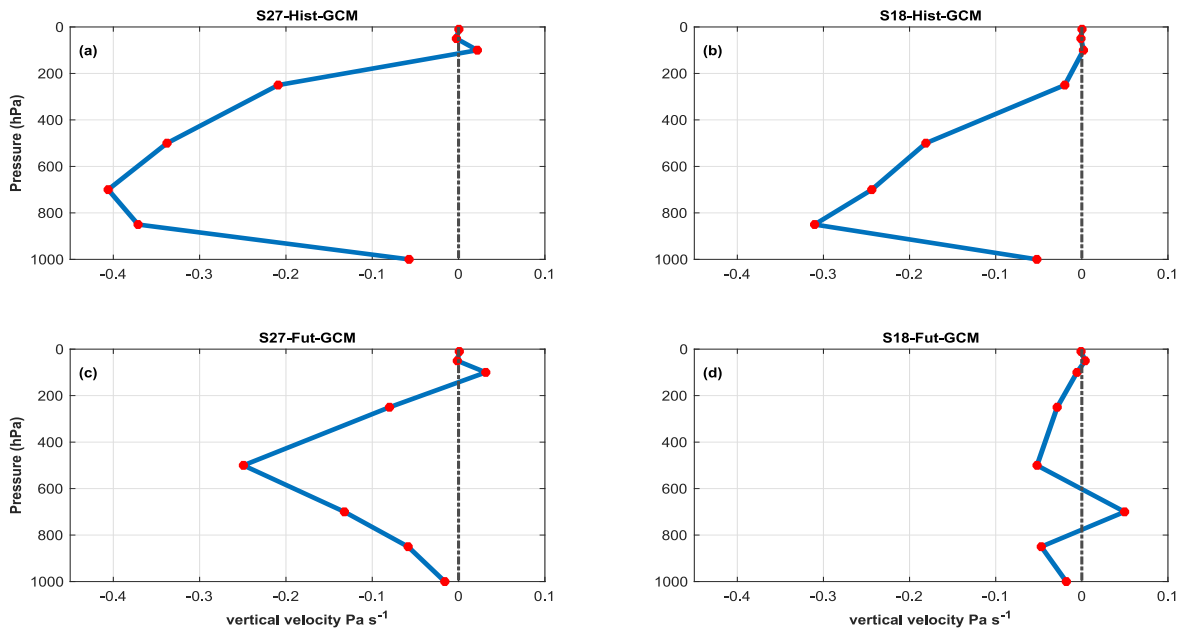 S27-Hist-GCM
(a)
Pressure (hPa)
0
200
400
600
800
1000
-0.4 -0.3 -0.2 -0.1 0 0.1
S18-Hist-GCM
(b)
0
200
400
600
800
1000
-0.4 -0.3 -0.2 -0.1 0 0.1
S27-Fut-GCM
(c)
Pressure (hPa)
0
200
400
600
800
1000
-0.4 -0.3 -0.2 -0.1 0 0.1
vertical velocity Pa s⁻¹
S18-Fut-GCM
(d)
0
200
400
600
800
1000
-0.4 -0.3 -0.2 -0.1 0 0.1
vertical velocity Pa s⁻¹